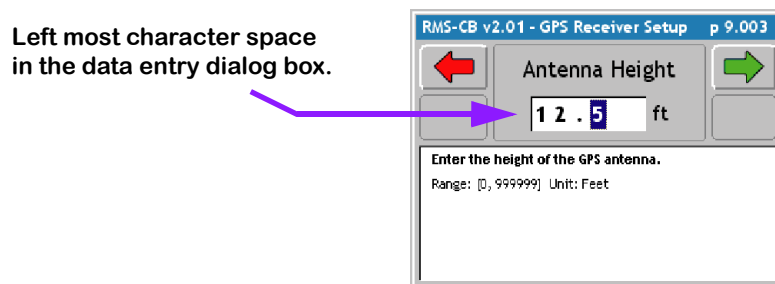 Left most character space
in the data entry dialog box.
RMS-CB v2.01 - GPS Receiver Setup p 9.003
Antenna Height
12.5 ft
Enter the height of the GPS antenna.
Range: [0, 999999] Unit: Feet